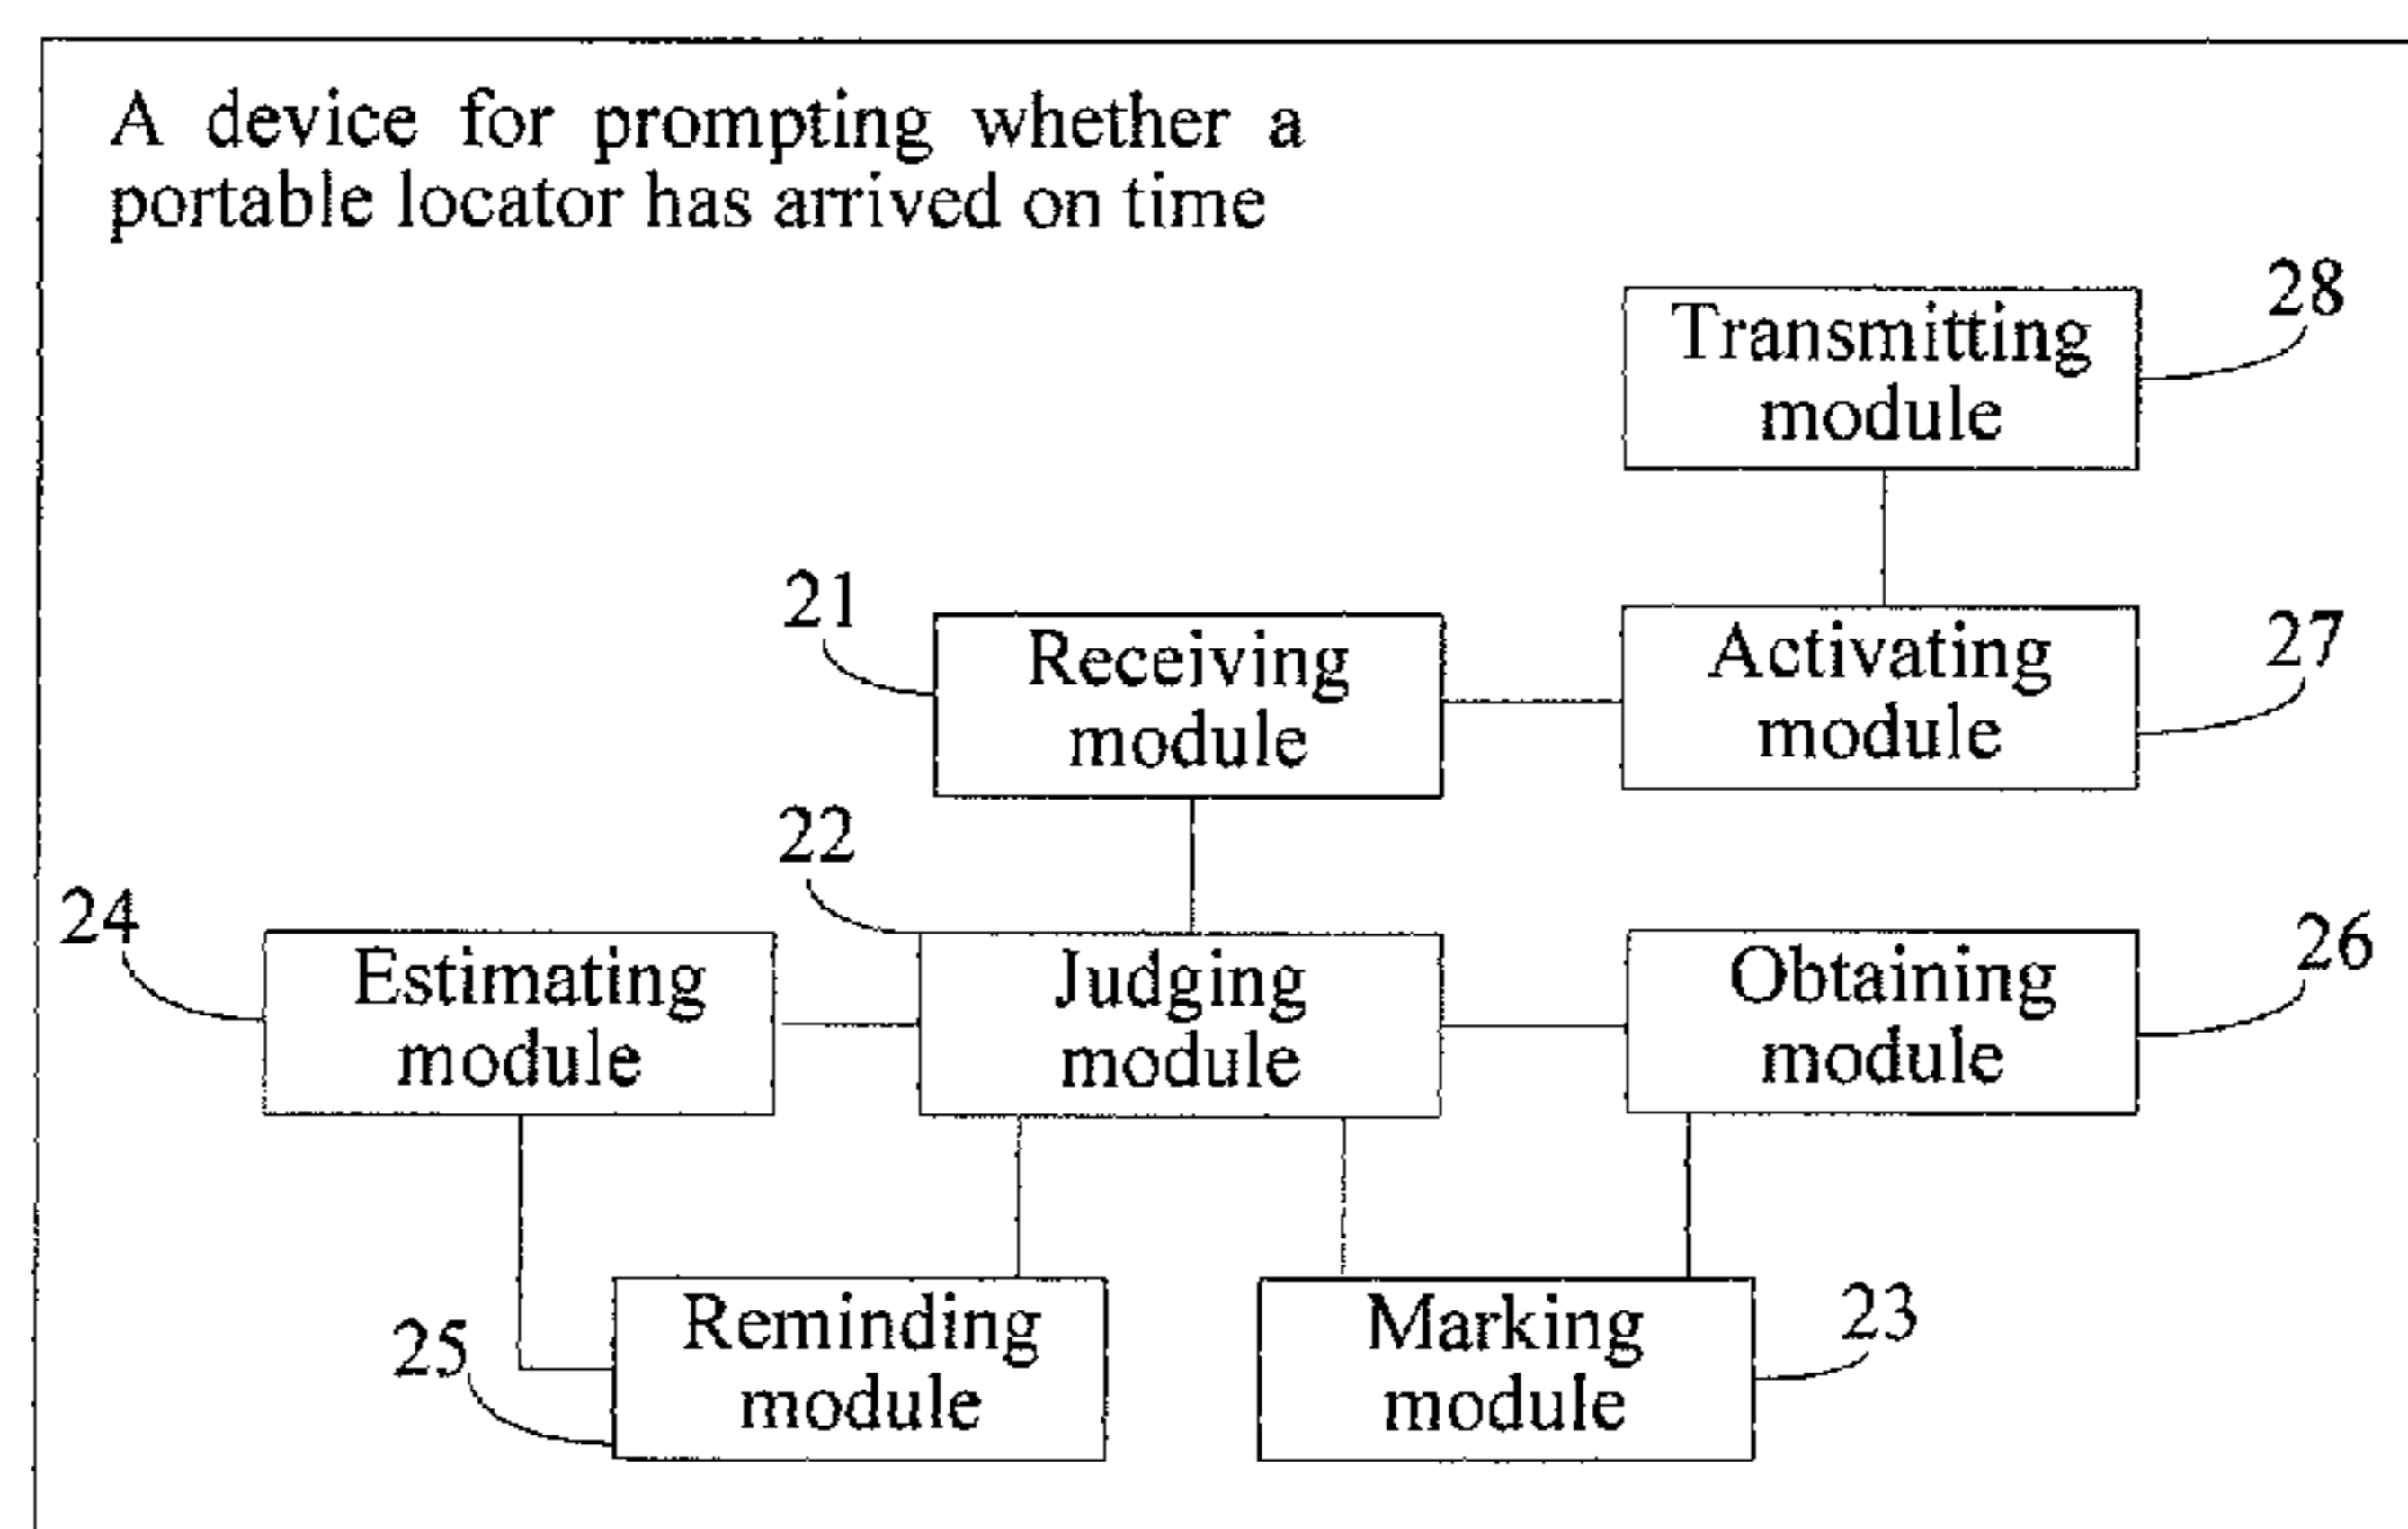 A device for prompting whether a
portable locator has arrived on time
28
Transmitting
module
21
Receiving
module
27
Activating
module
22
24
Estimating
module
Judging
module
26
Obtaining
module
25
Reminding
module
Marking
module
23